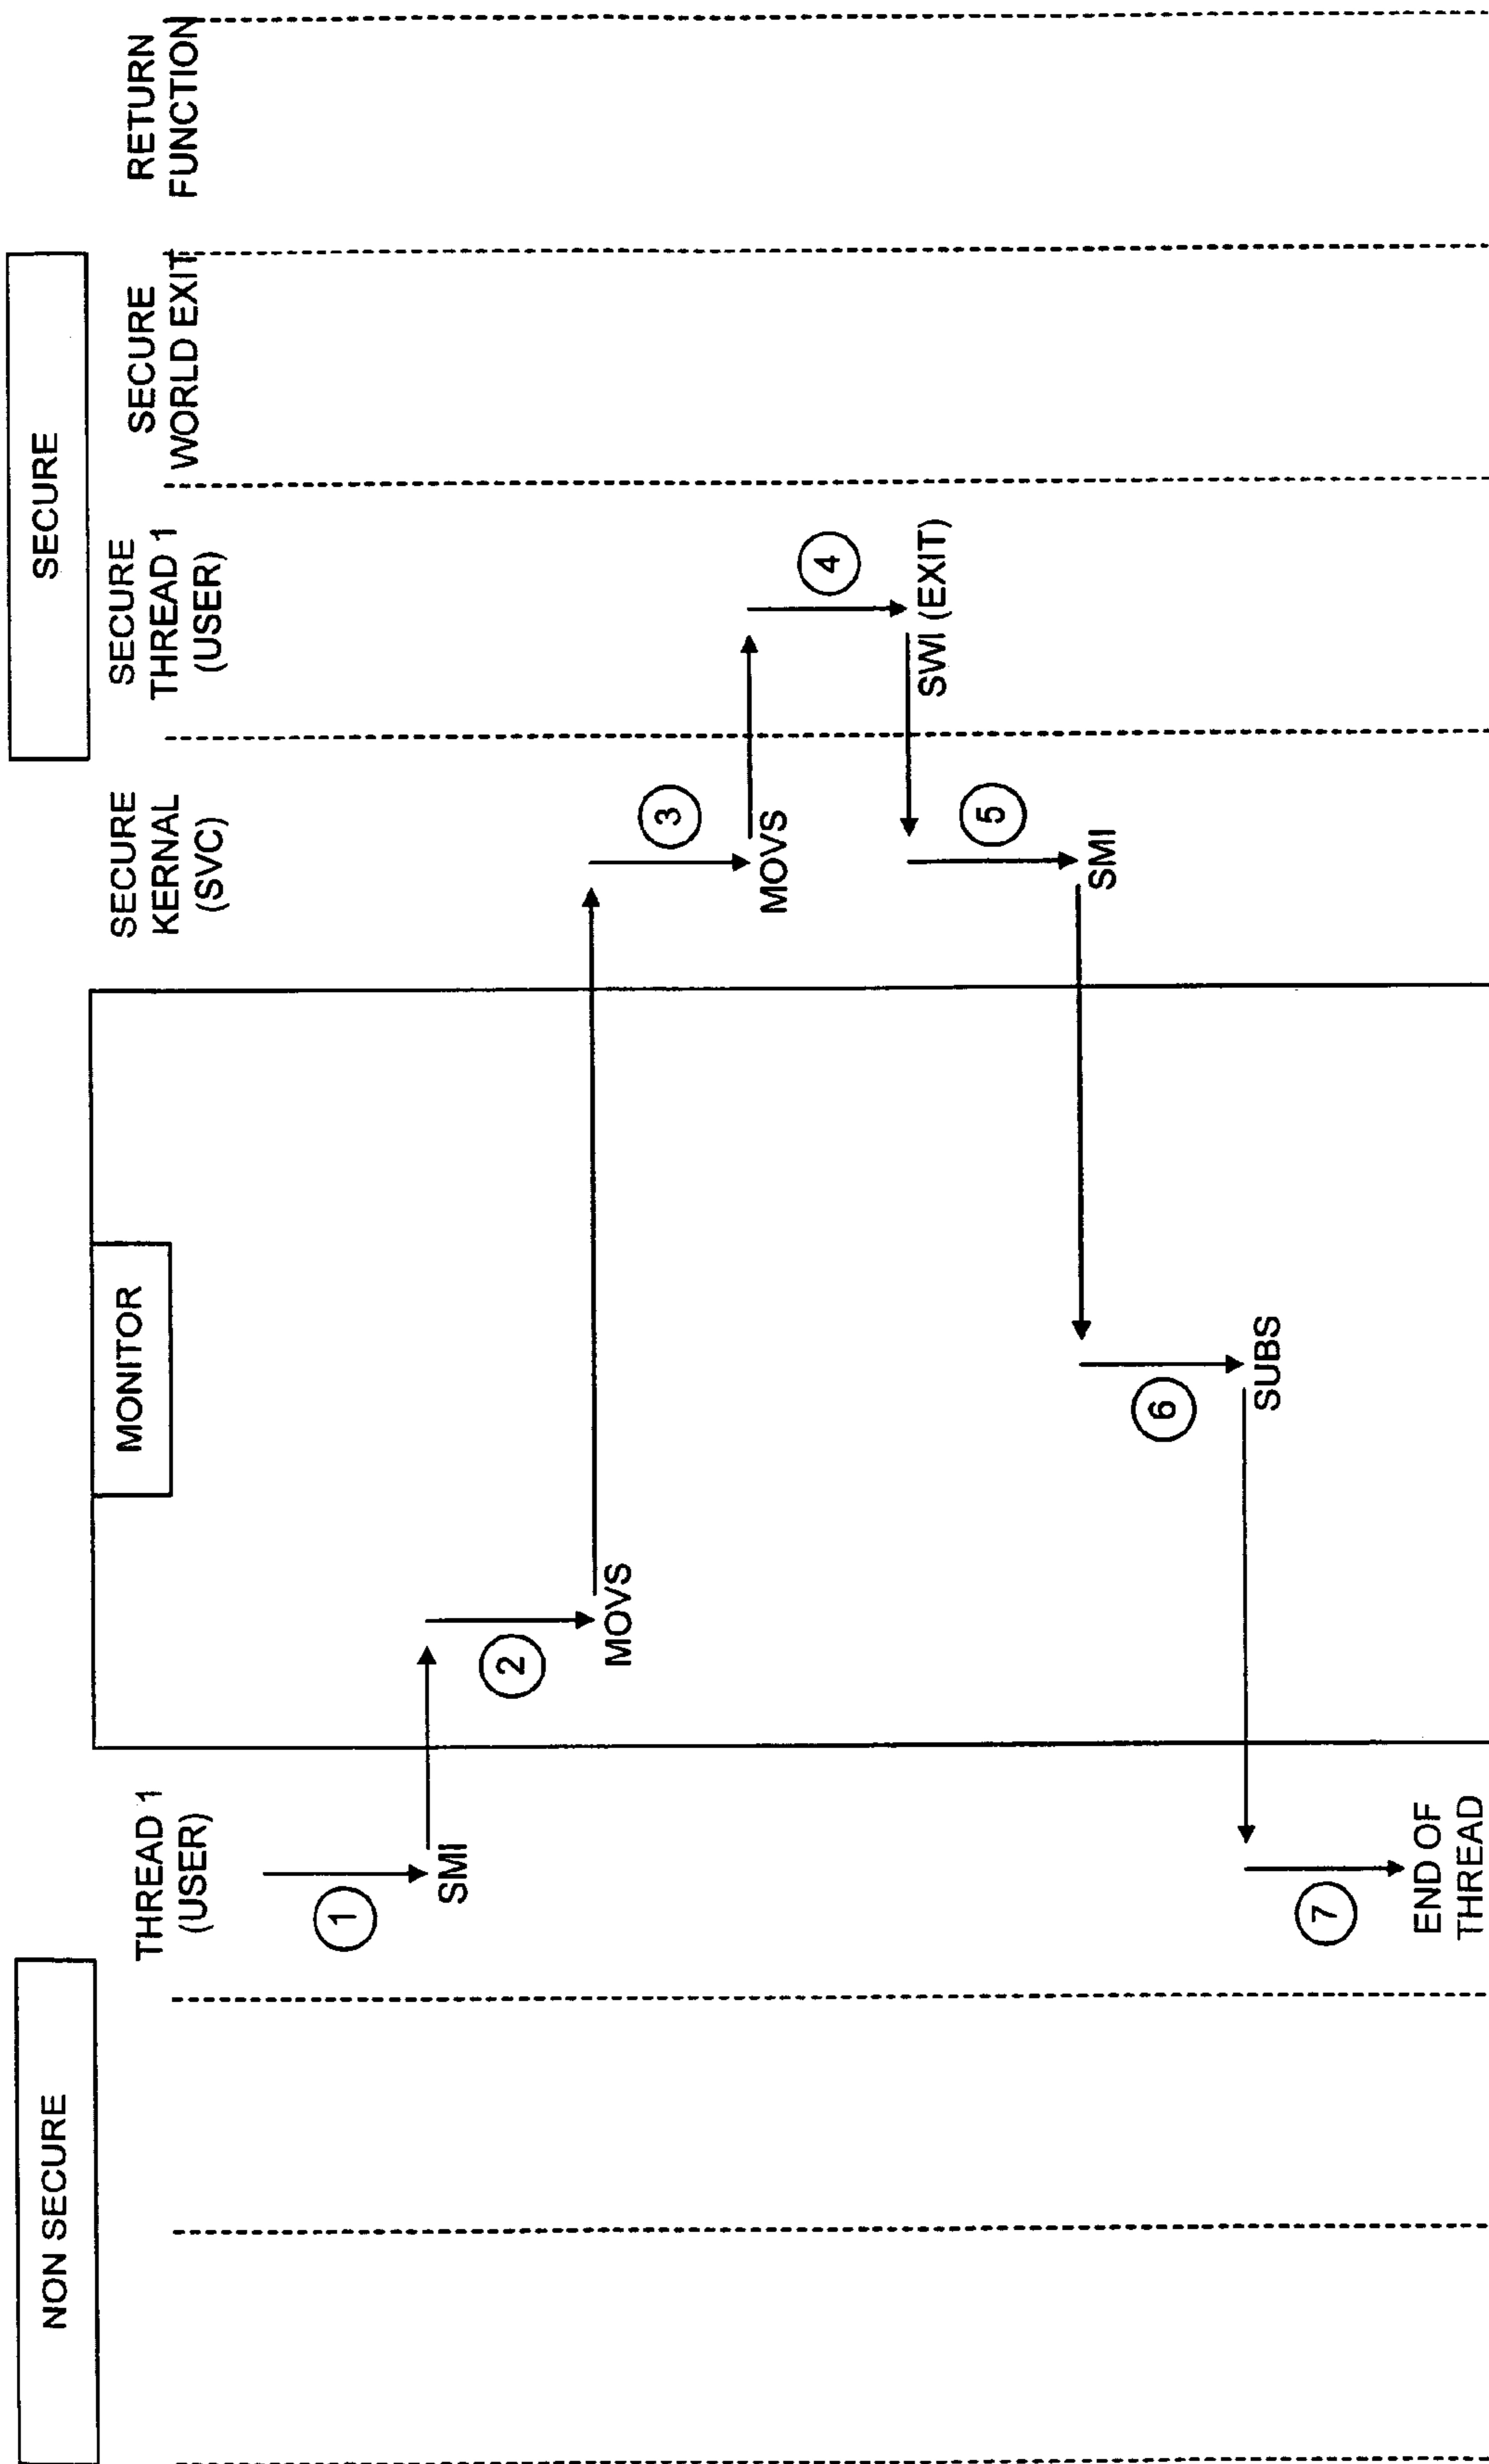 NON SECURE
MONITOR
SECURE
THREAD 1
(USER)
SECURE
KERNAL
(SVC)
SECURE
THREAD 1
(USER)
SECURE
WORLD EXIT
RETURN
FUNCTION
1
SMI
2
MOVS
3
MOVS
4
SWI (EXIT)
5
SMI
6
SUBS
7
END OF
THREAD